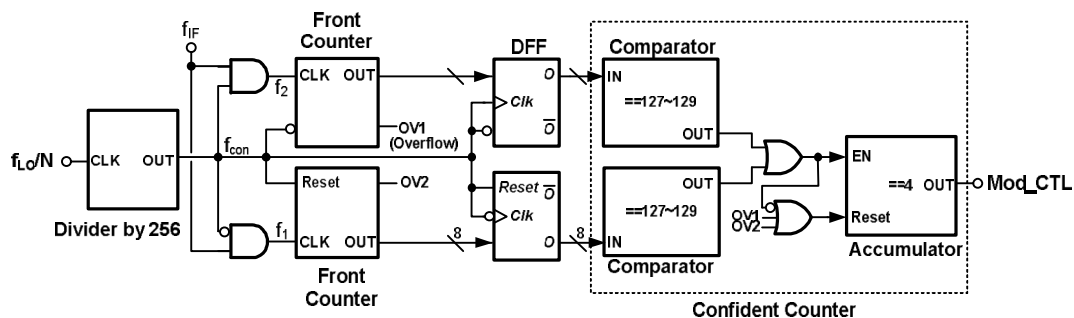 f_IF
Front
Counter
DFF
Comparator
CLK OUT
f_2
OV1
(Overflow)
O
Clk
O̅
IN
==127~129
OUT
f_LO/N
CLK OUT
f_con
Divider by 256
Reset
OV2
f_1
CLK OUT
8
Front
Counter
Reset O̅
Clk
O
8
OUT
==127~129
IN
Comparator
OV1
OV2
EN
==4 OUT
Reset
Mod_CTL
Accumulator
Confident Counter